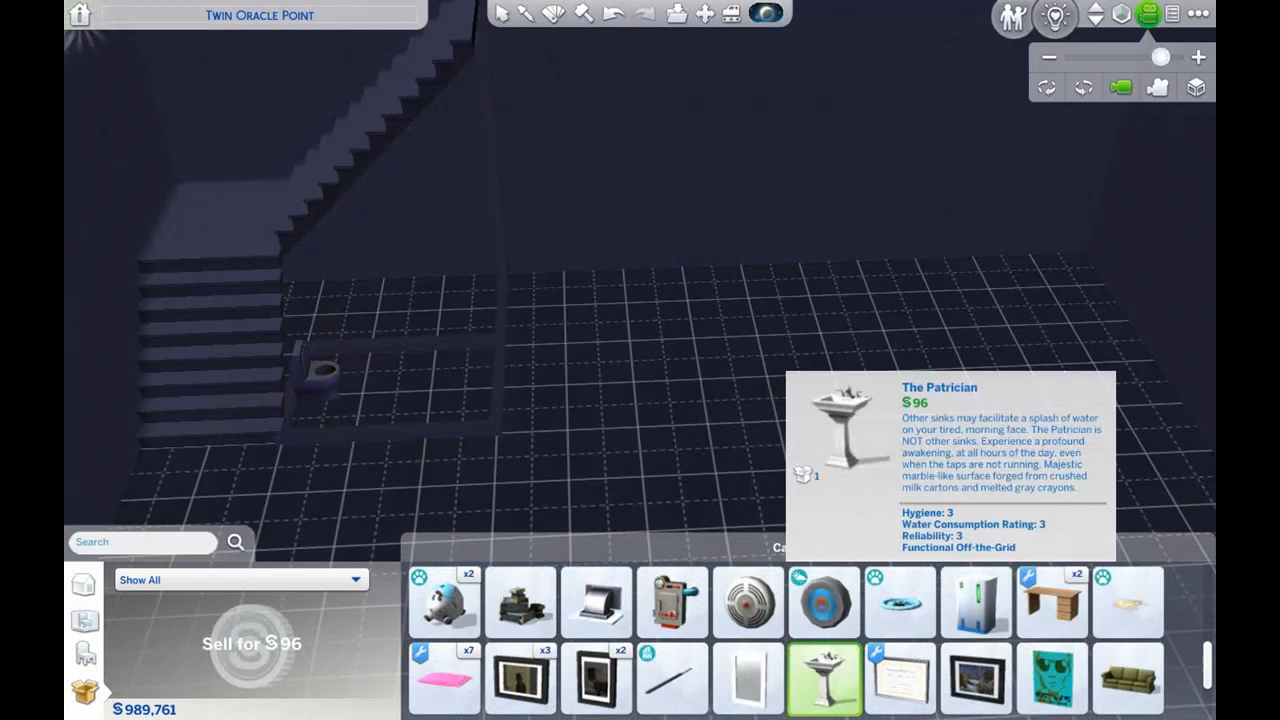 TWIN ORACLE POINT
The Patrician
§96
Other sinks may facilitate a splash of water
on your tired, morning face. The Patrician is
NOT other sinks. Experience a profound
awakening, at all hours of the day, even
when the taps are not running. Majestic
marble-like surface forged from crushed
milk cartons and melted gray crayons.
1
Hygiene: 3
Water Consumption Rating: 3
Reliability: 3
Functional Off-the-Grid
Search
Show All
Sell for §96
§989,761
x2
x2
x7
x3
x2